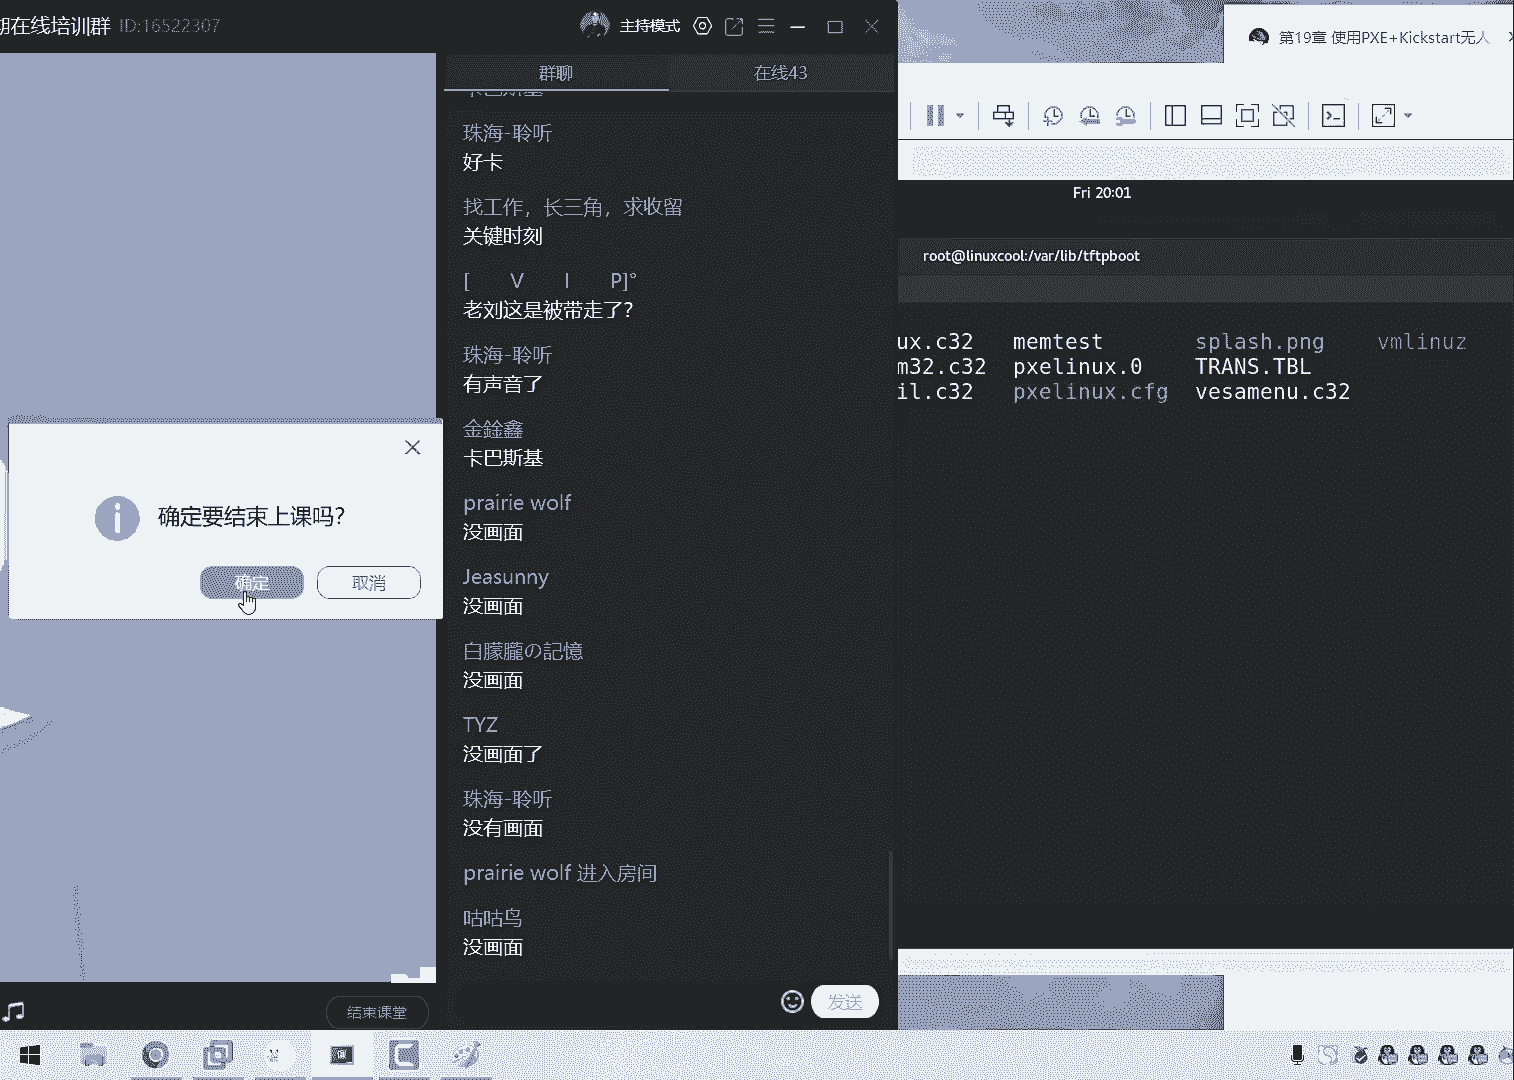 期在线培训群 ID:16522307
主持模式
群聊
在线43
卡巴斯基
珠海-聆听
好卡
找工作，长三角，求收留
关键时刻
[ V I P]°
老刘这是被带走了？
珠海-聆听
有声音了
金銓鑫
卡巴斯基
prairie wolf
没画面
Jeasunny
没画面
白朦朧の記憶
没画面
TYZ
没画面了
珠海-聆听
没有画面
prairie wolf 进入房间
咕咕鸟
没画面
发送
确定要结束上课吗？
确定
取消
结束课堂
第19章 使用PXE+Kickstart无人
Fri 20:01
root@linuxcool:/var/lib/tftpboot
ux.c32 memtest splash.png vmlinuz
m32.c32 pxelinux.0 TRANS.TBL
il.c32 pxelinux.cfg vesamenu.c32